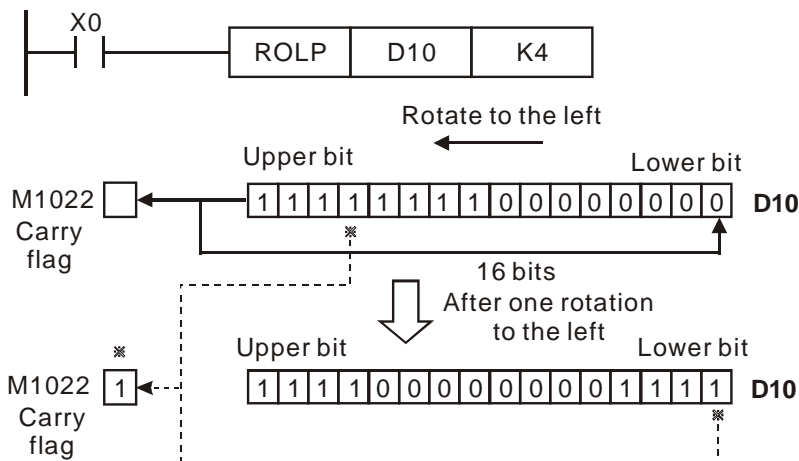 X0
ROLP D10 K4
Rotate to the left
Upper bit Lower bit
M1022 1 1 1 1 1 1 1 1 0 0 0 0 0 0 0 0 D10
Carry
flag
※
16 bits
After one rotation
to the left
※
Upper bit Lower bit
M1022 1 1 1 1 1 0 0 0 0 0 0 0 0 1 1 1 1 D10
Carry
flag
※